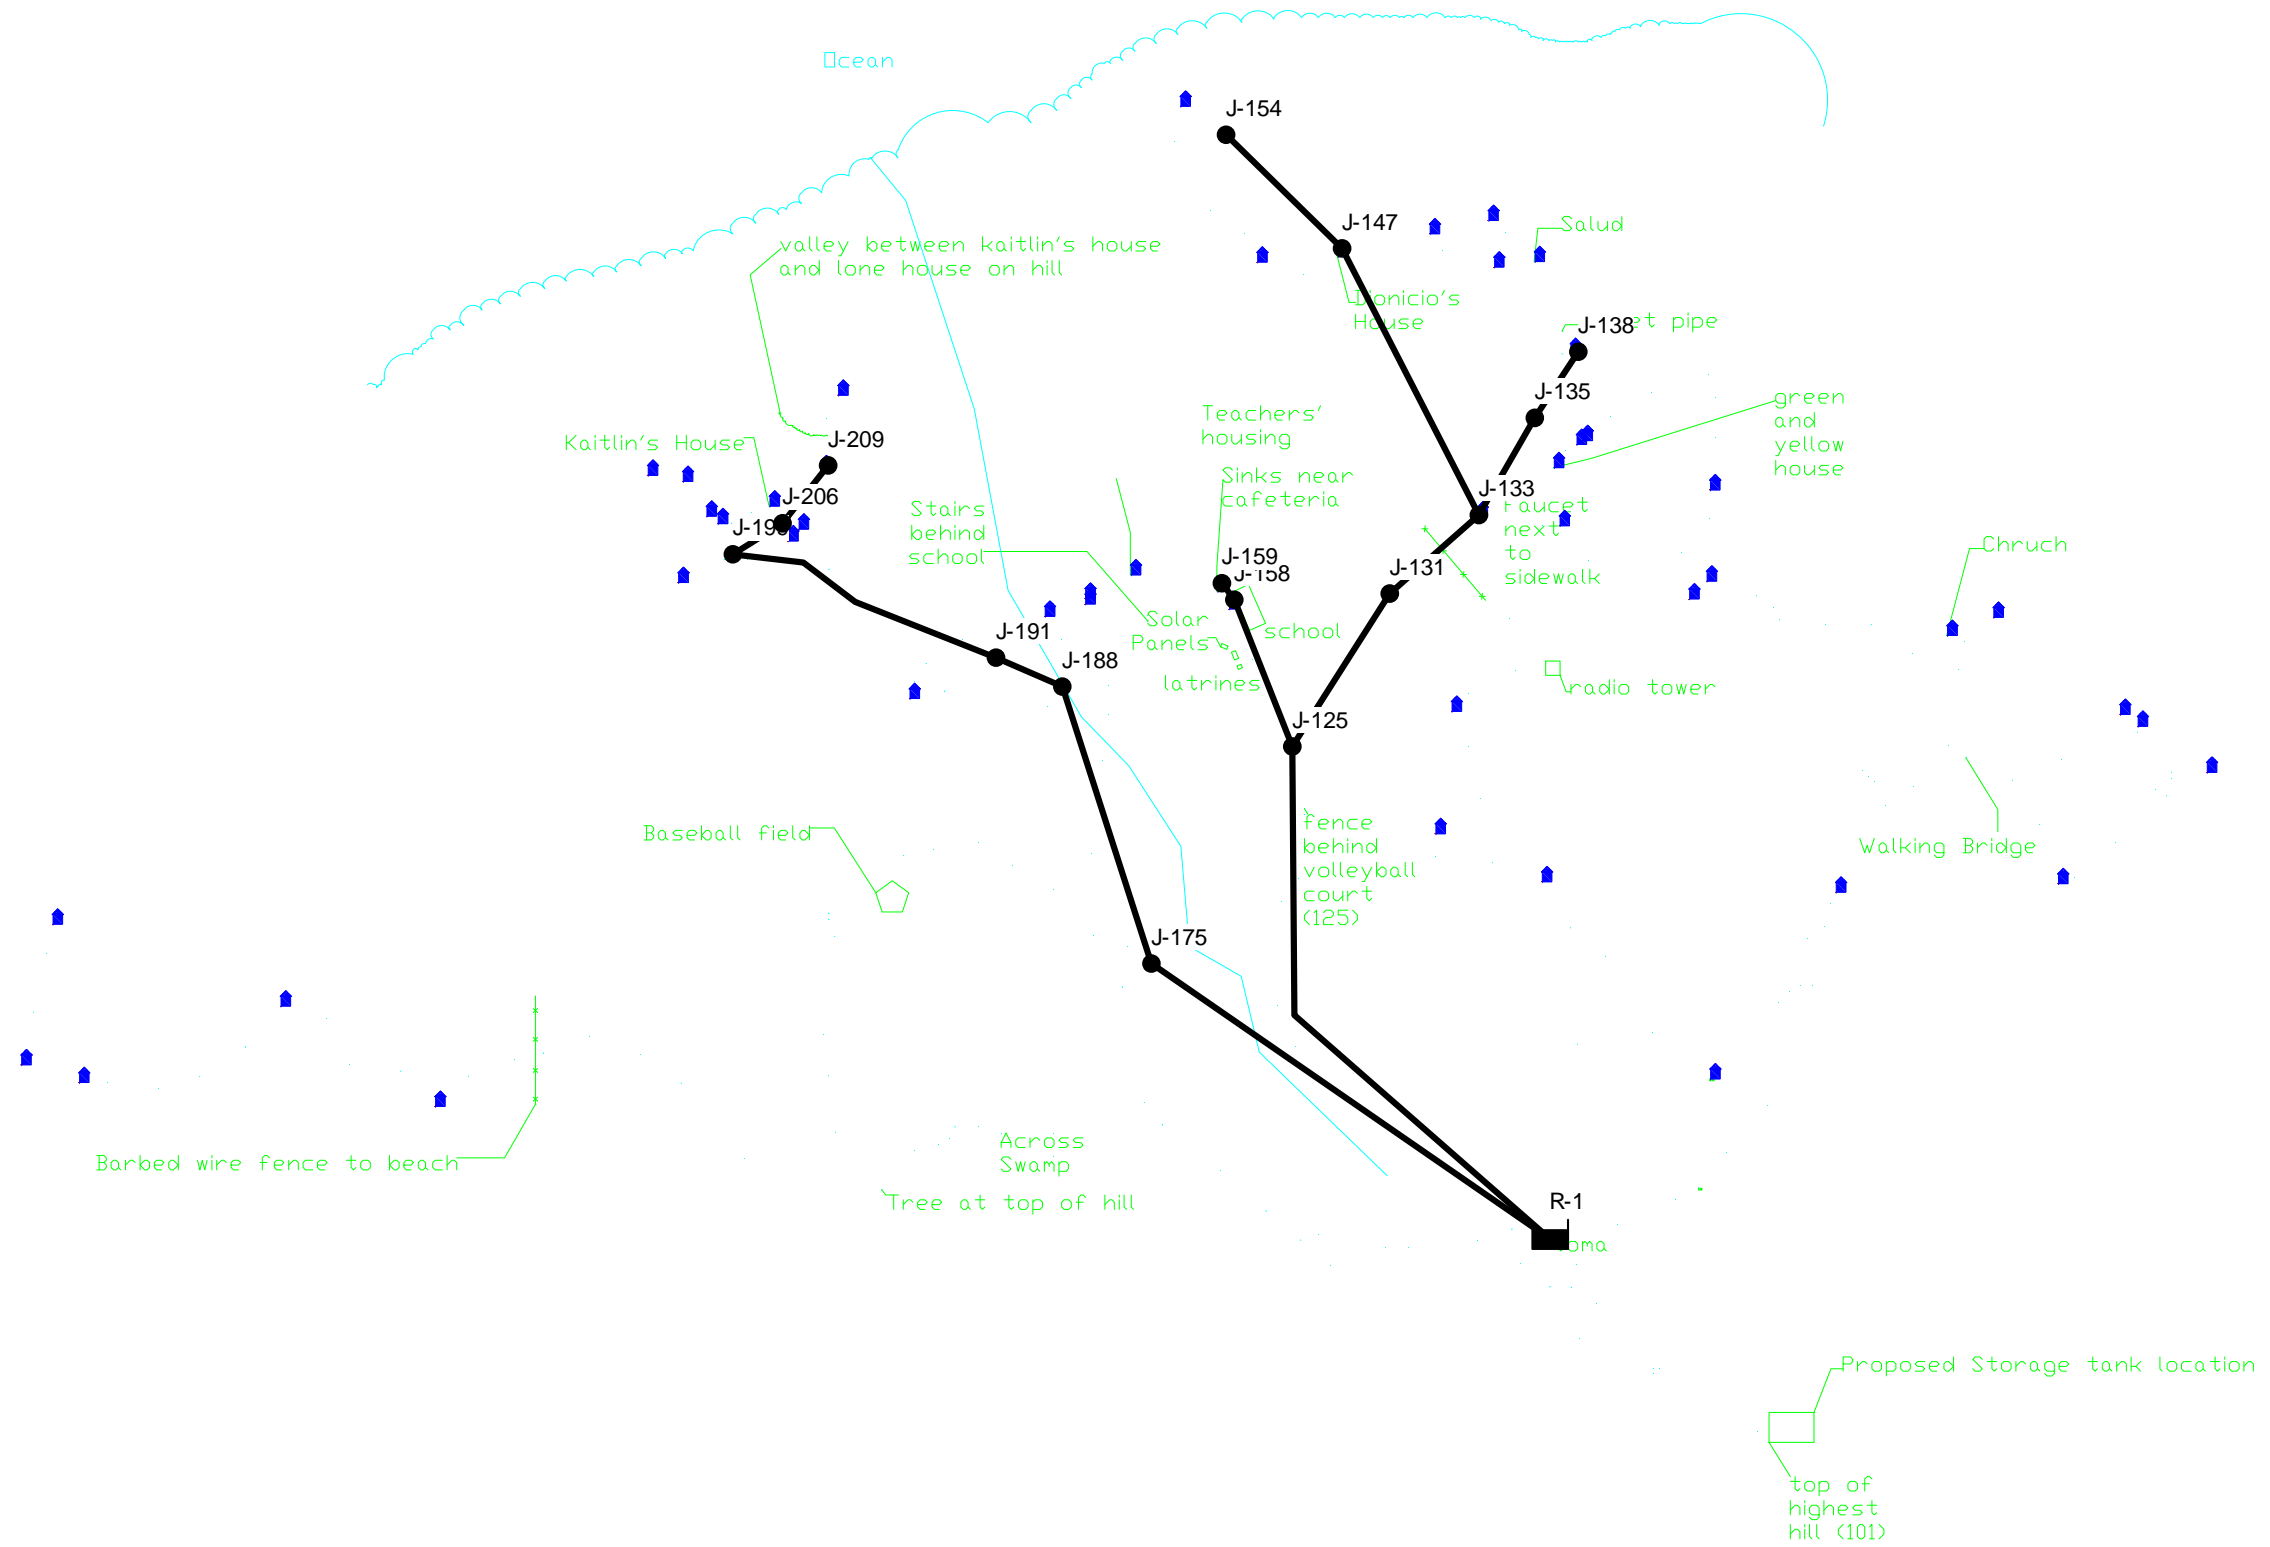 Ocean
J-154
J-147
Salud
valley between kaitlin's house
and lone house on hill
Dionicio's
House
J-138
pipe
J-135
green
and
yellow
house
Teachers'
housing
Kaitlin's House
J-209
Sinks near
cafeteria
J-206
J-133
Stairs
behind
school
Faucet
next
to
sidewalk
Chruch
J-159
J-158
J-131
Solar
Panels
school
J-191
J-188
latrines
radio tower
J-125
fence
behind
volleyball
court
(125)
Baseball field
Walking Bridge
J-175
Across
Swamp
Barbed wire fence to beach
Tree at top of hill
R-1
Proposed Storage tank location
top of
highest
hill (101)